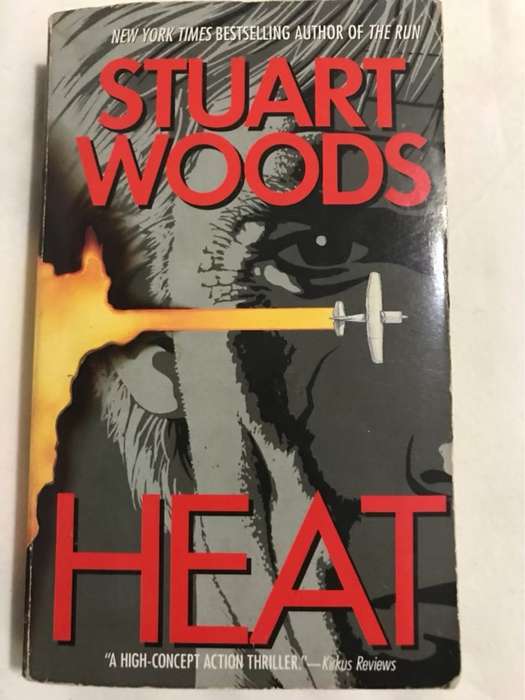 NEW YORK TIMES BESTSELLING AUTHOR OF THE RUN
STUART
WOODS
HEAT
"A HIGH-CONCEPT ACTION THRILLER."—Kirkus Reviews